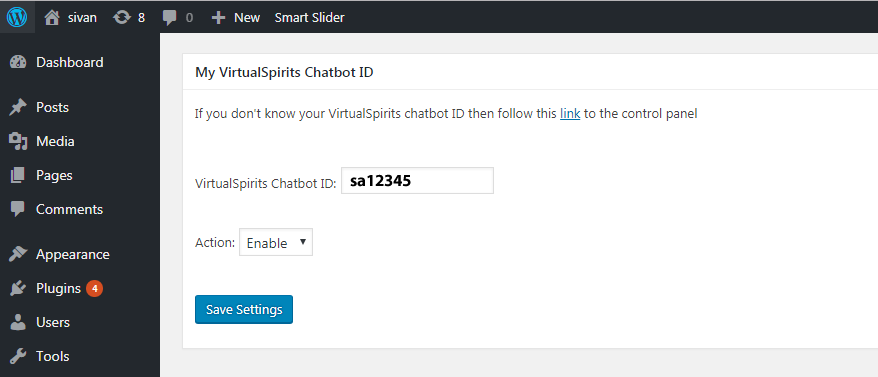 sivan 8 0 New Smart Slider
Dashboard
Posts
Media
Pages
Comments
Appearance
Plugins 4
Users
Tools
My VirtualSpirits Chatbot ID
If you don't know your VirtualSpirits chatbot ID then follow this link to the control panel
VirtualSpirits Chatbot ID: sa12345
Action: Enable
Save Settings